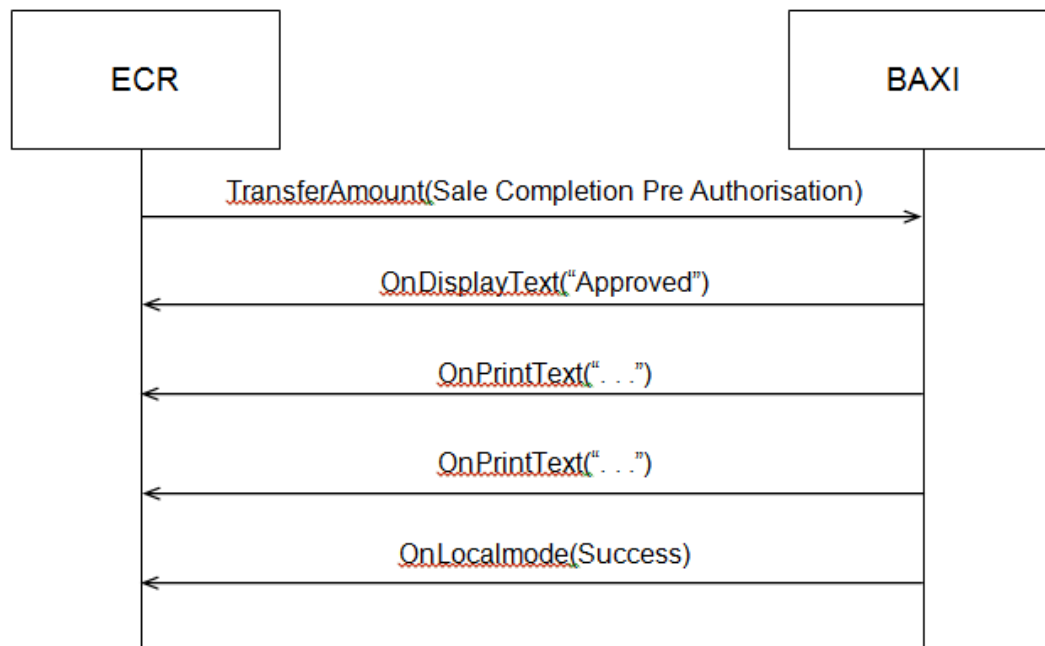 ECR
BAXI
TransferAmount(Sale Completion Pre Authorisation)
OnDisplayText(“Approved”)
OnPrintText(“. . .”)
OnPrintText(“. . .”)
OnLocalmode(Success)